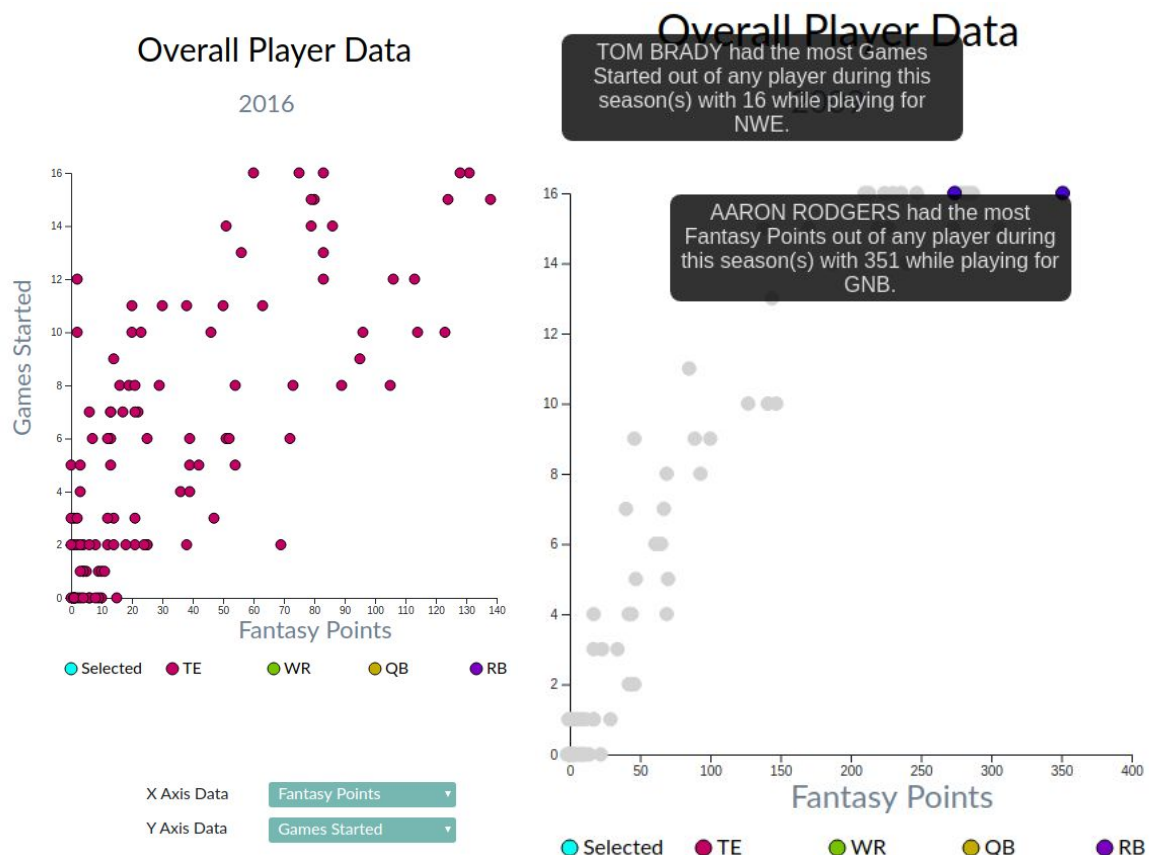 Overall Player Data
2016
16
14
12
10
8
6
4
2
0
Games Started
0 10 20 30 40 50 60 70 80 90 100 110 120 130 140
Fantasy Points
Selected TE WR QB RB
X Axis Data Fantasy Points
Y Axis Data Games Started
Overall Player Data
TOM BRADY had the most Games
Started out of any player during this
season(s) with 16 while playing for
NWE.
16
AARON RODGERS had the most
Fantasy Points out of any player during
this season(s) with 351 while playing for
GNB.
14
12
10
8
6
4
2
0
0 50 100 150 200 250 300 350 400
Fantasy Points
Selected TE WR QB RB